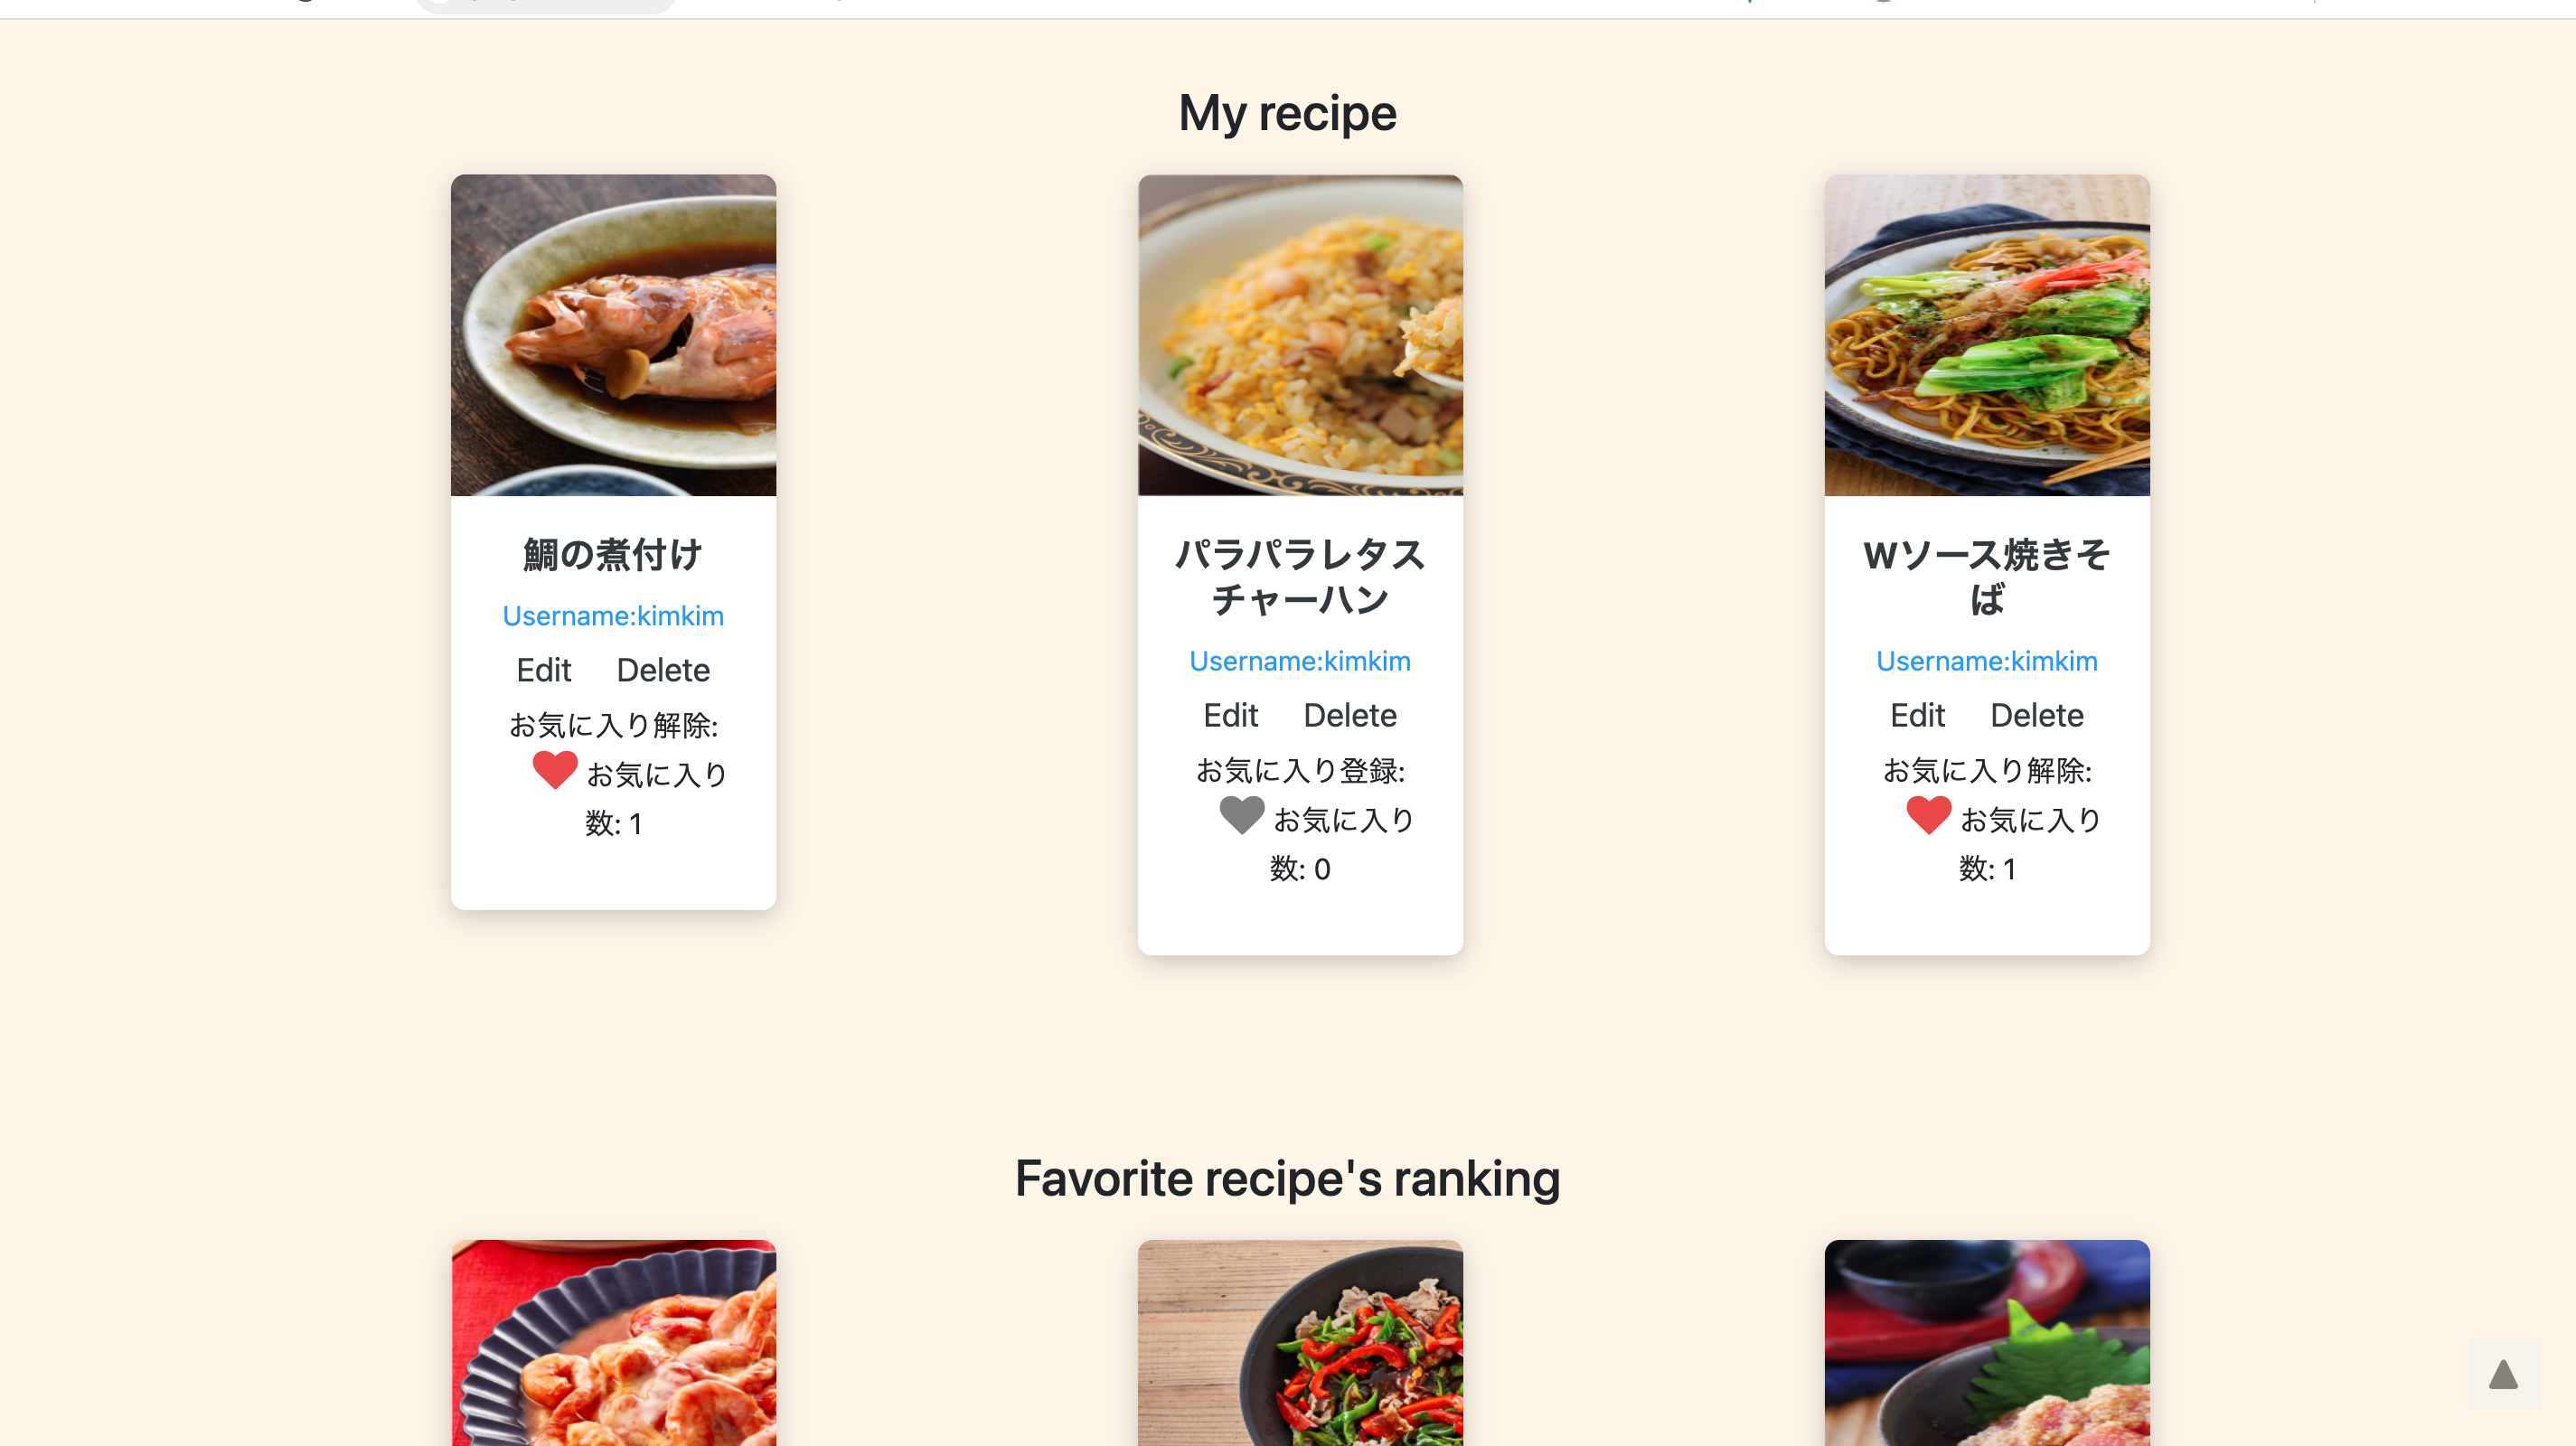 My recipe
鯛の煮付け
Username:kimkim
Edit Delete
お気に入り解除:
お気に入り
数: 1
パラパラレタス
チャーハン
Username:kimkim
Edit Delete
お気に入り登録:
お気に入り
数: 0
Wソース焼きそ
ば
Username:kimkim
Edit Delete
お気に入り解除:
お気に入り
数: 1
Favorite recipe's ranking